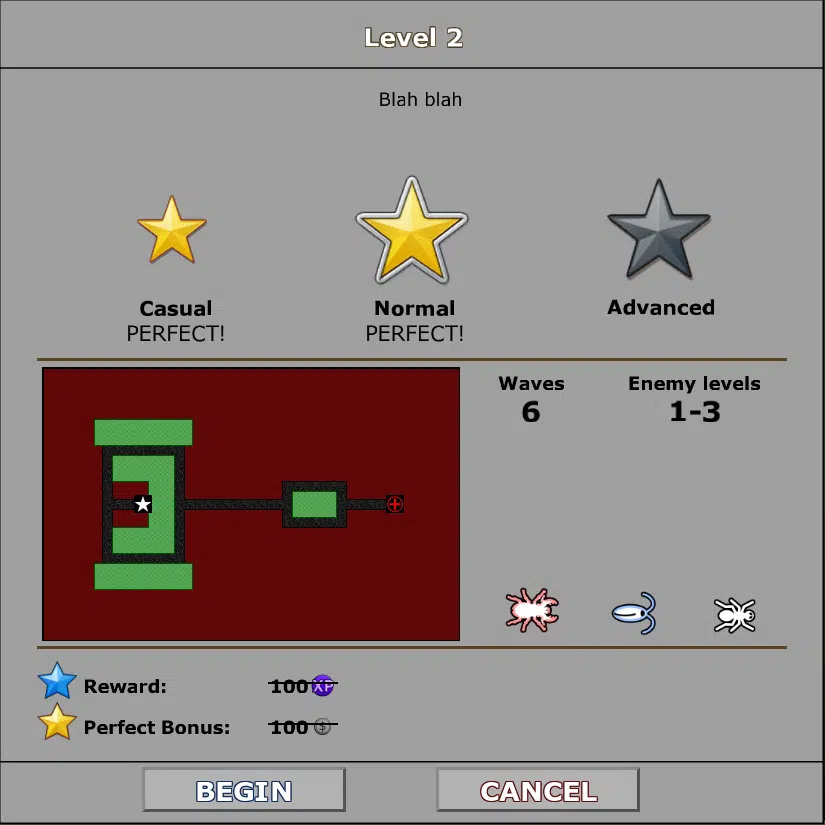 Level 2
Blah blah
Casual
PERFECT!
Normal
PERFECT!
Advanced
Waves
6
Enemy levels
1-3
Reward: 100 XP
Perfect Bonus: 100 $
BEGIN
CANCEL